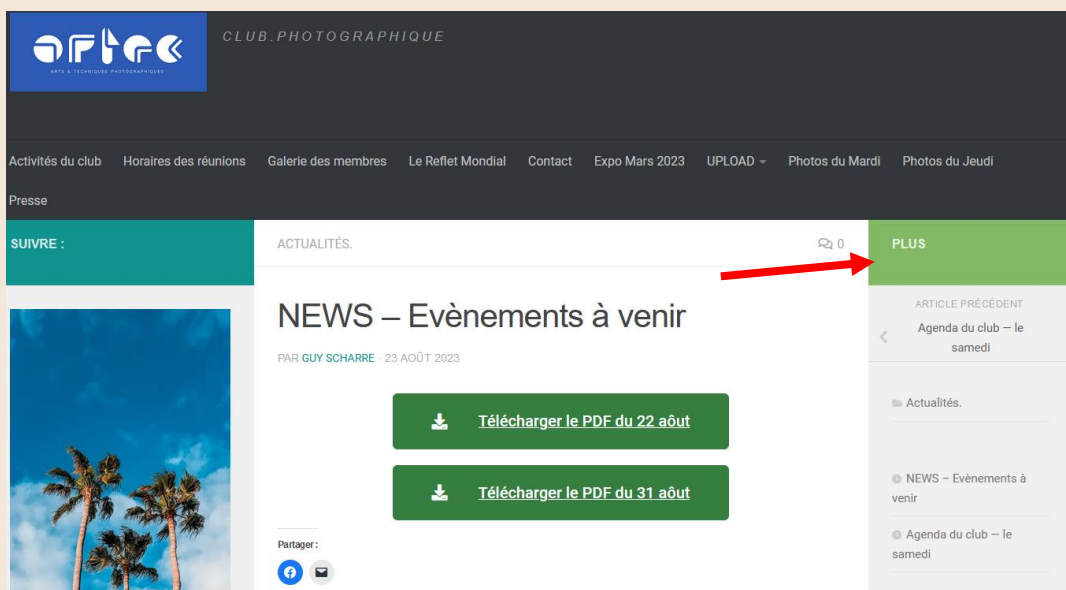 artec
ARTS & TECHNIQUES PHOTOGRAPHIQUES
CLUB.PHOTOGRAPHIQUE
Activités du club Horaires des réunions Galerie des membres Le Reflet Mondial Contact Expo Mars 2023 UPLOAD Photos du Mardi Photos du Jeudi
Presse
SUIVRE :
ACTUALITÉS.
0
NEWS – Evènements à venir
PAR GUY SCHARRE · 23 AOÛT 2023
Télécharger le PDF du 22 aôut
Télécharger le PDF du 31 aôut
Partager :
PLUS
ARTICLE PRÉCÉDENT
Agenda du club — le
samedi
Actualités.
NEWS – Evènements à
venir
Agenda du club — le
samedi